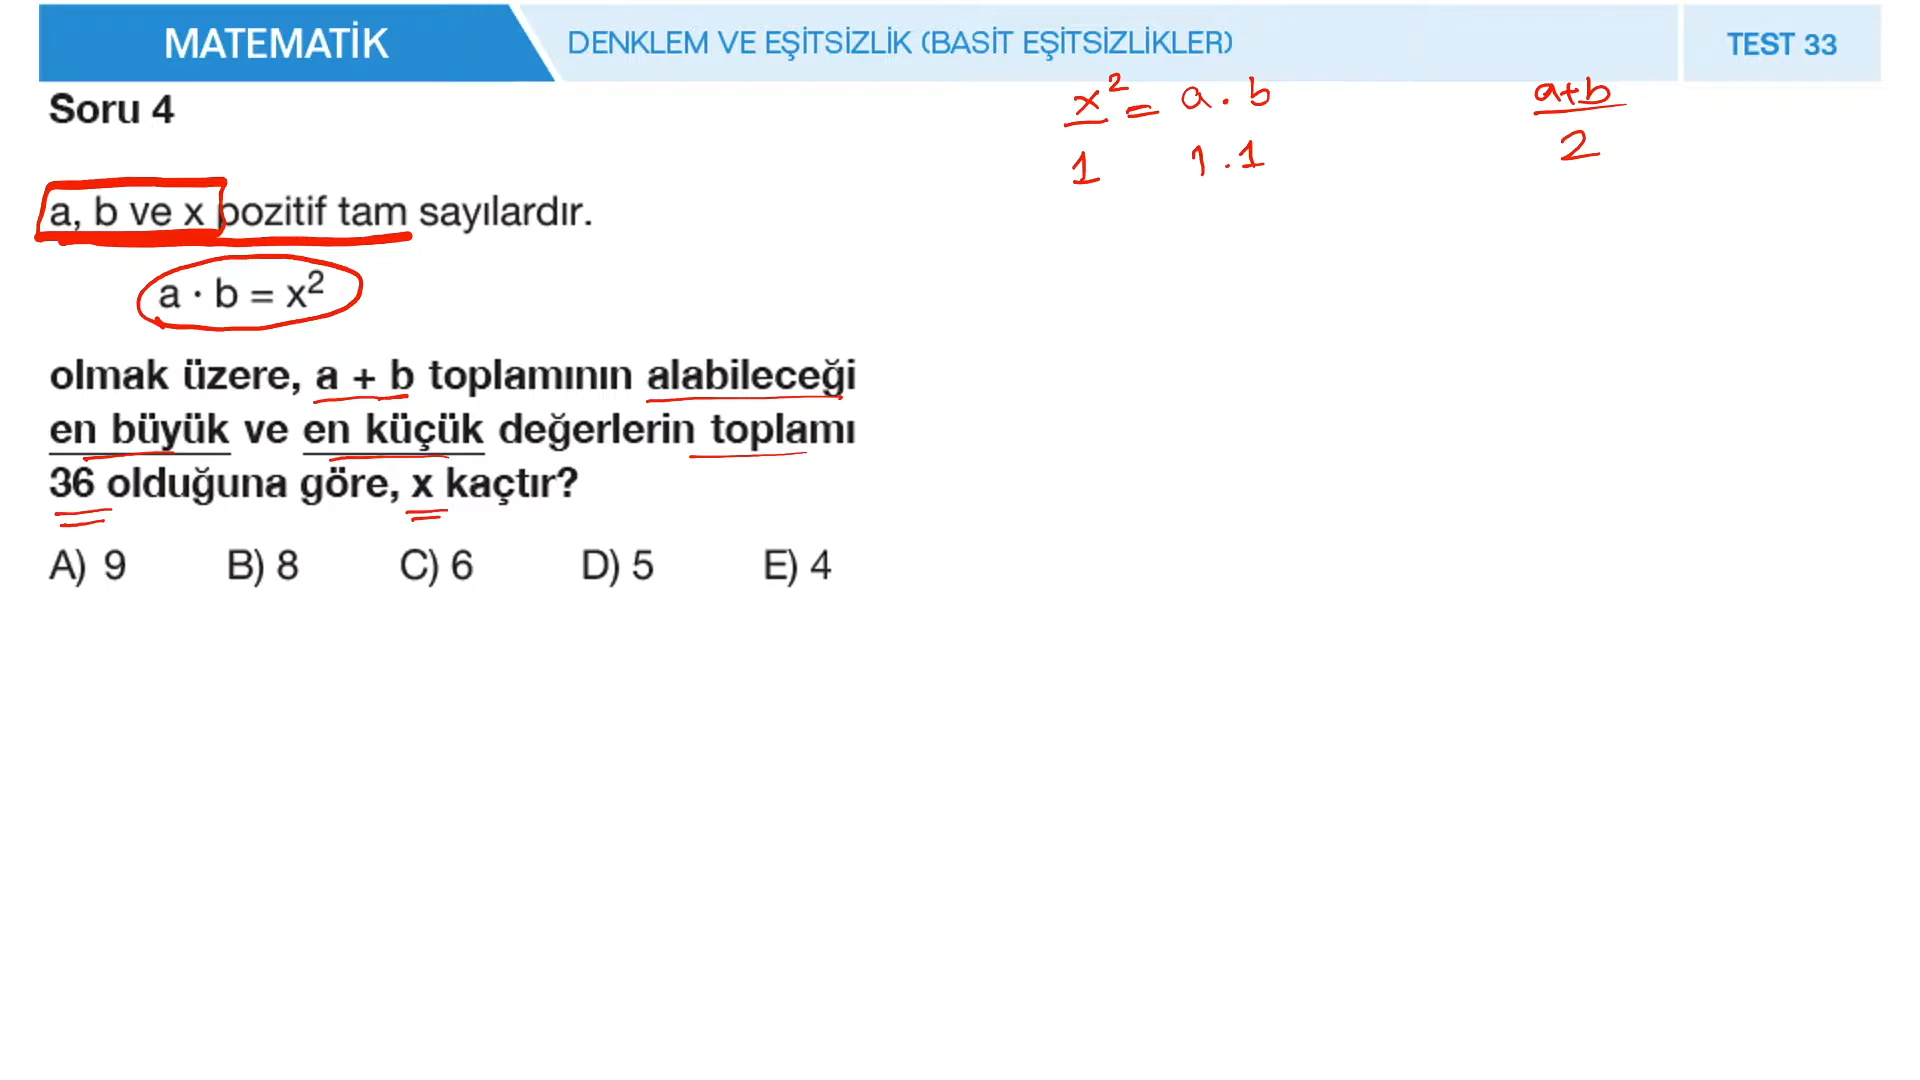 MATEMATİK
DENKLEM VE EŞİTSİZLİK (BASİT EŞİTSİZLİKLER)
TEST 33
Soru 4
x² = a . b
a+b
2
1 1 . 1
a, b ve x pozitif tam sayılardır.
a · b = x²
olmak üzere, a + b toplamının alabileceği
en büyük ve en küçük değerlerin toplamı
36 olduğuna göre, x kaçtır?
A) 9 B) 8 C) 6 D) 5 E) 4